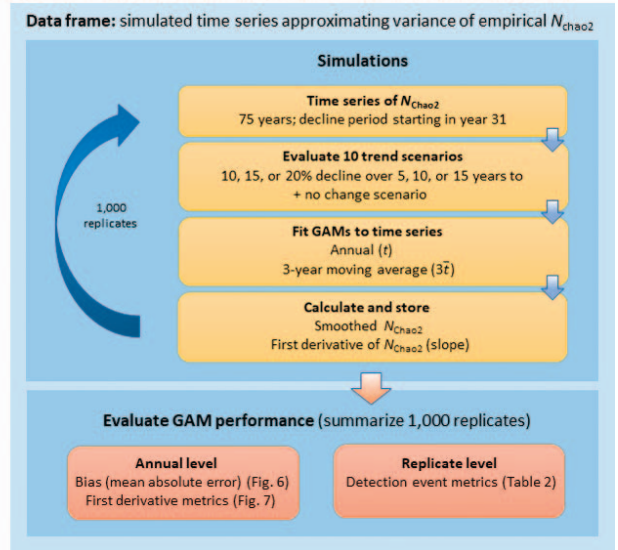 Data frame: simulated time series approximating variance of empirical Nchao2
Simulations
Time series of NChao2
75 years; decline period starting in year 31
Evaluate 10 trend scenarios
10, 15, or 20% decline over 5, 10, or 15 years to
+ no change scenario
1,000
replicates
Fit GAMs to time series
Annual (t)
3-year moving average (3t̅)
Calculate and store
Smoothed NChao2
First derivative of NChao2 (slope)
Evaluate GAM performance (summarize 1,000 replicates)
Annual level
Bias (mean absolute error) (Fig. 6)
First derivative metrics (Fig. 7)
Replicate level
Detection event metrics (Table 2)